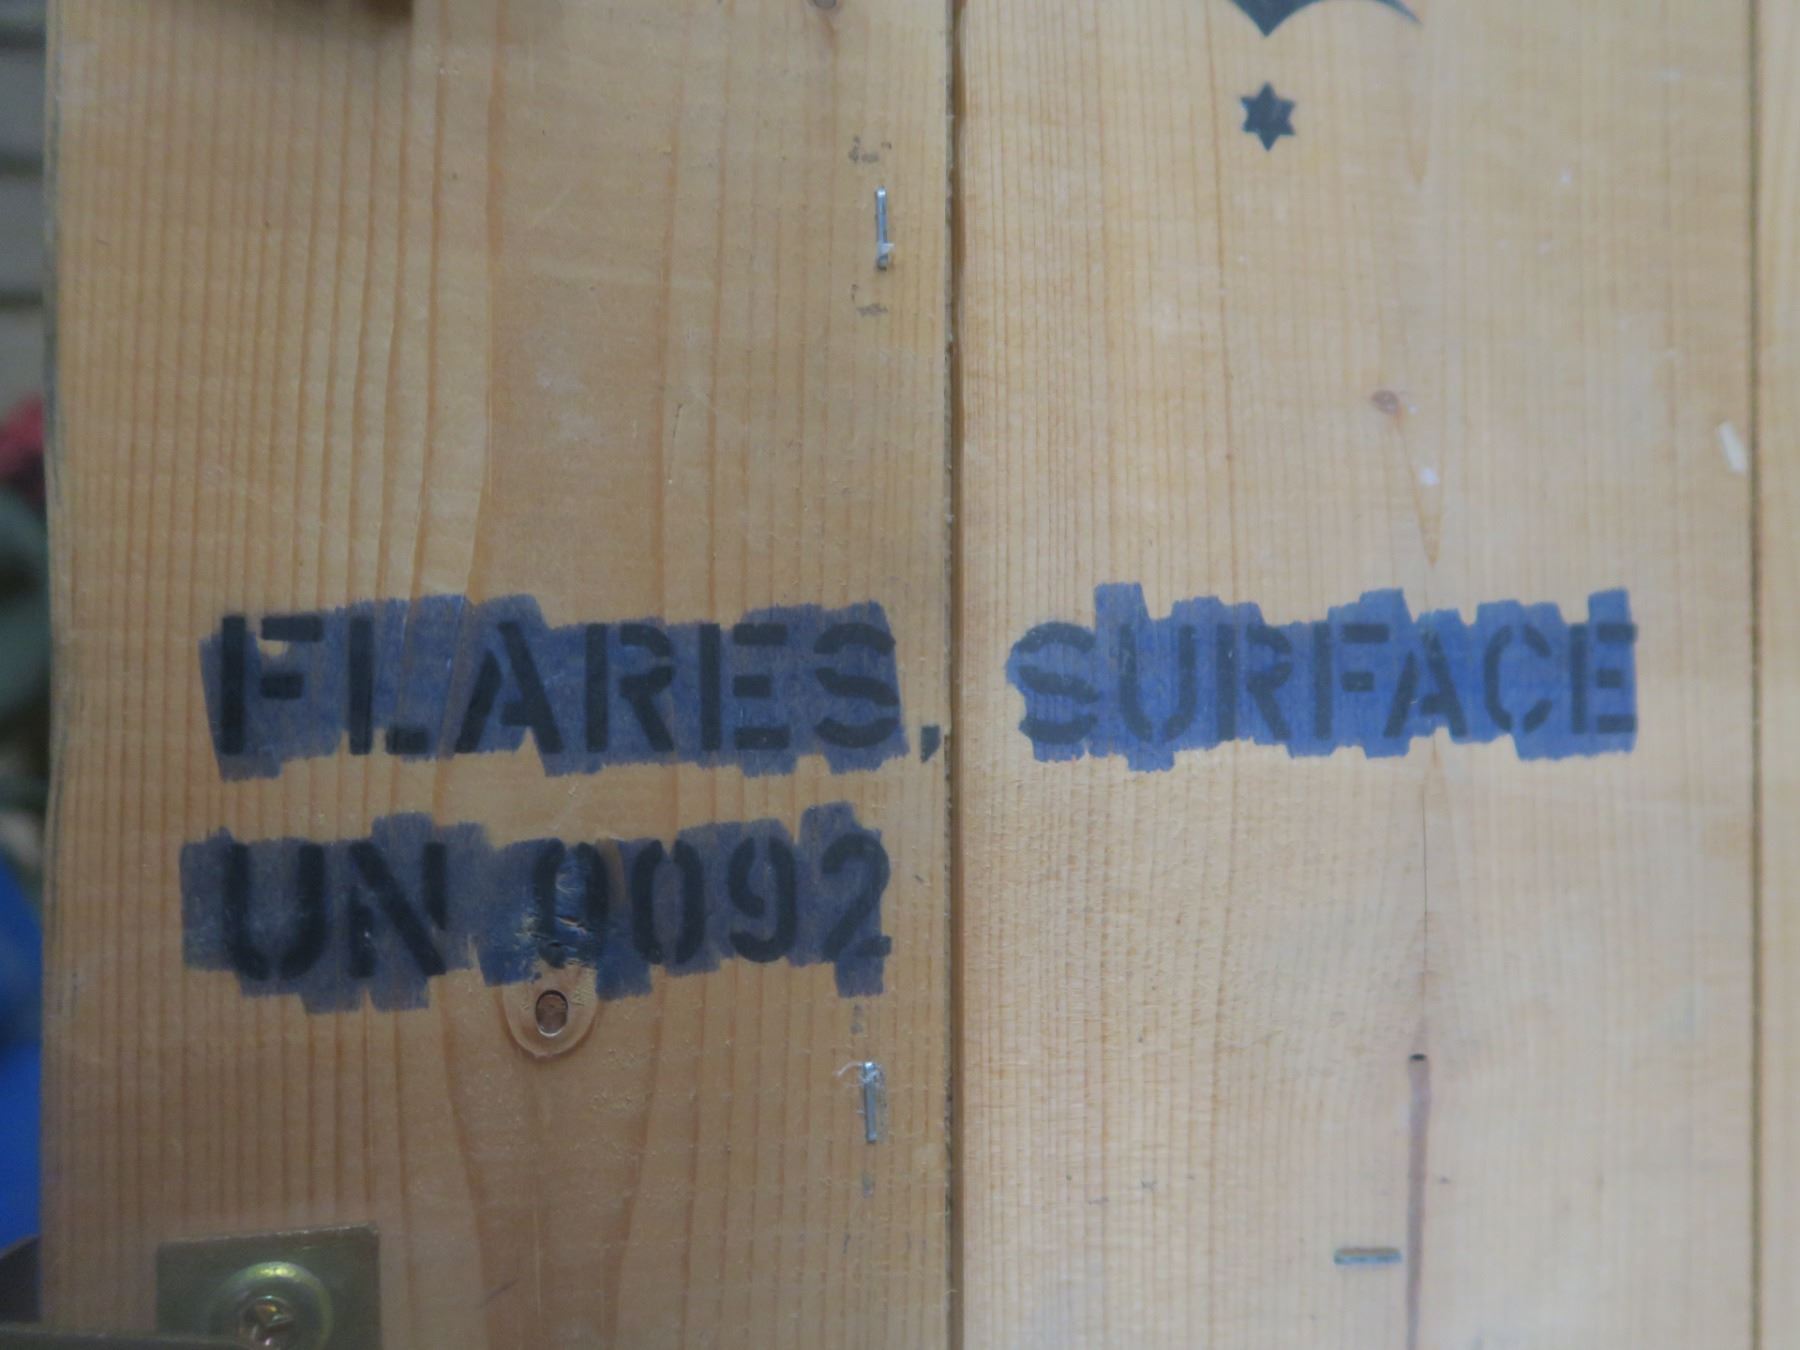 FLARES, SURFACE
UN 0092